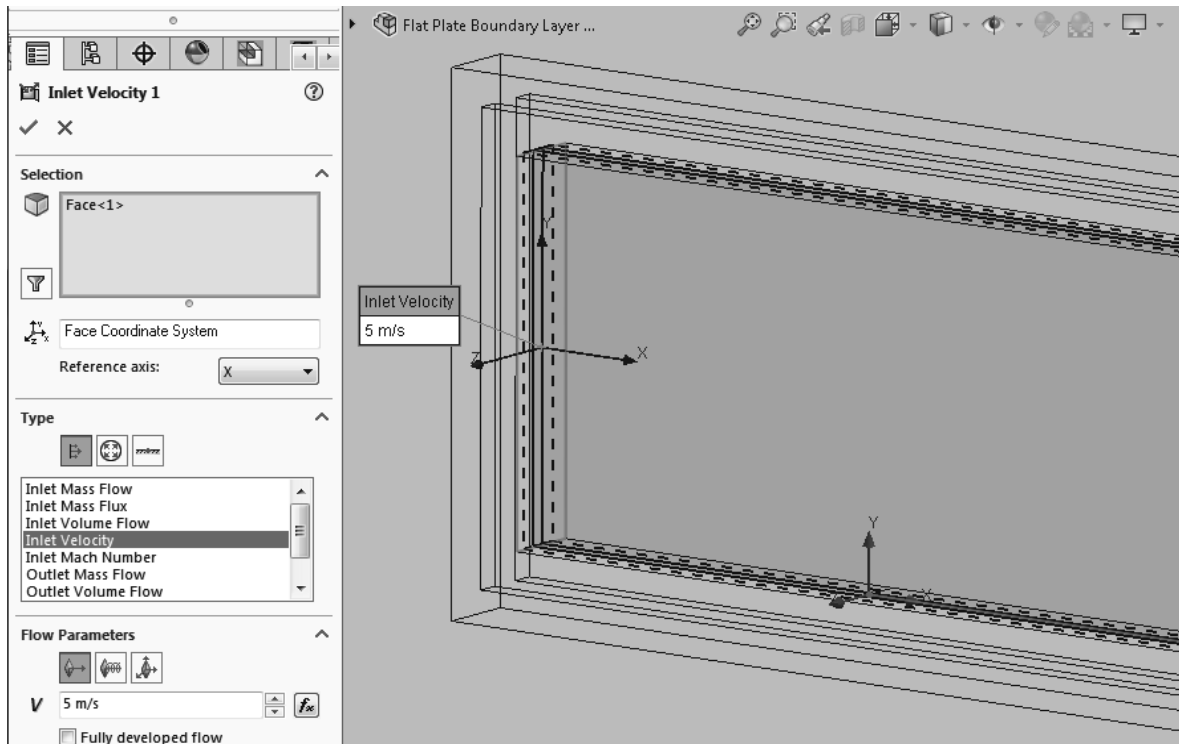 Flat Plate Boundary Layer ...
Inlet Velocity 1
Selection
Face<1>
Face Coordinate System
Reference axis:
X
Type
Inlet Mass Flow
Inlet Mass Flux
Inlet Volume Flow
Inlet Velocity
Inlet Mach Number
Outlet Mass Flow
Outlet Volume Flow
Flow Parameters
V 5 m/s
fx
Fully developed flow
Inlet Velocity
5 m/s
Y
X
Z
Y
X